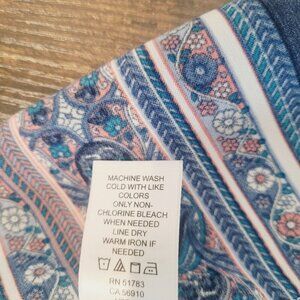 MACHINE WASH
COLD WITH LIKE
COLORS
ONLY NON-
CHLORINE BLEACH
WHEN NEEDED
LINE DRY
WARM IRON IF
NEEDED
RN 51783
CA 56910